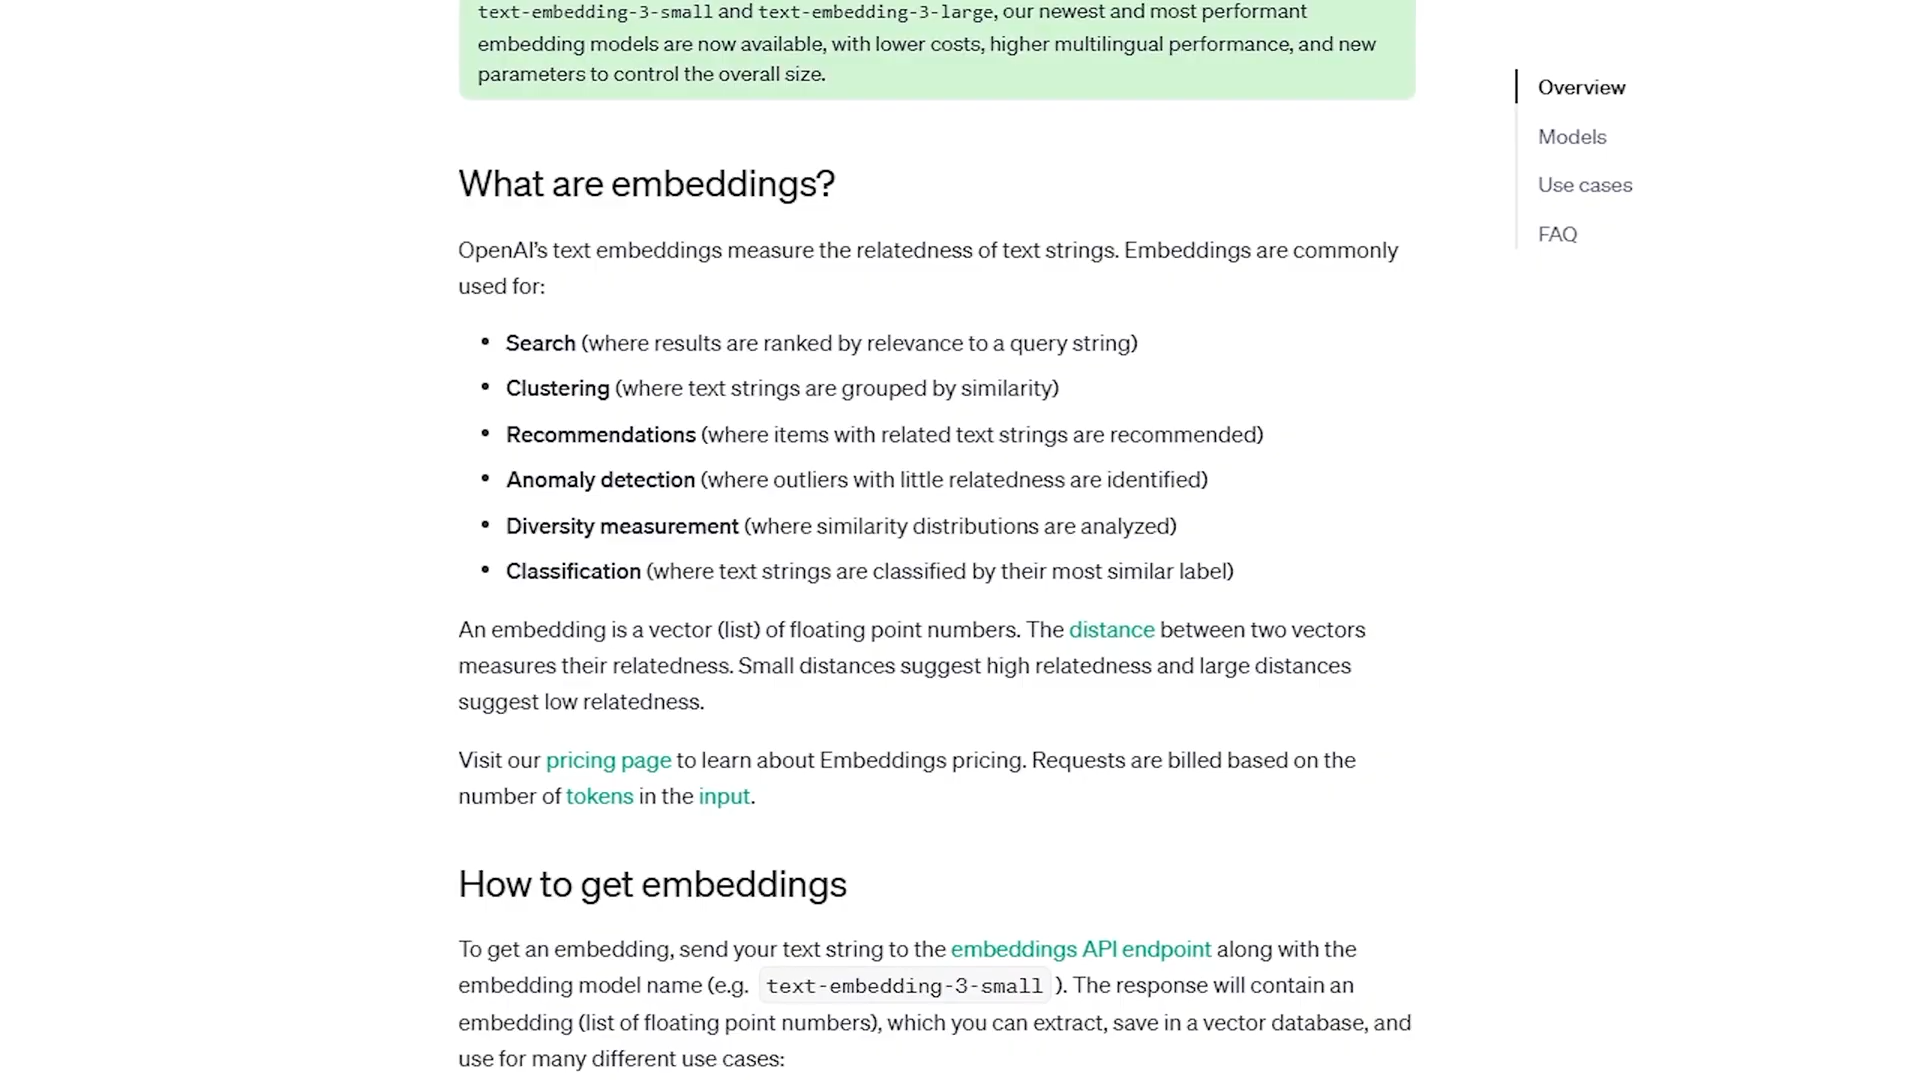 text-embedding-3-small and text-embedding-3-large, our newest and most performant
embedding models are now available, with lower costs, higher multilingual performance, and new
parameters to control the overall size.
What are embeddings?
OpenAI's text embeddings measure the relatedness of text strings. Embeddings are commonly
used for:
• Search (where results are ranked by relevance to a query string)
• Clustering (where text strings are grouped by similarity)
• Recommendations (where items with related text strings are recommended)
• Anomaly detection (where outliers with little relatedness are identified)
• Diversity measurement (where similarity distributions are analyzed)
• Classification (where text strings are classified by their most similar label)
An embedding is a vector (list) of floating point numbers. The distance between two vectors
measures their relatedness. Small distances suggest high relatedness and large distances
suggest low relatedness.
Visit our pricing page to learn about Embeddings pricing. Requests are billed based on the
number of tokens in the input.
How to get embeddings
To get an embedding, send your text string to the embeddings API endpoint along with the
embedding model name (e.g. text-embedding-3-small ). The response will contain an
embedding (list of floating point numbers), which you can extract, save in a vector database, and
use for many different use cases:
Overview
Models
Use cases
FAQ